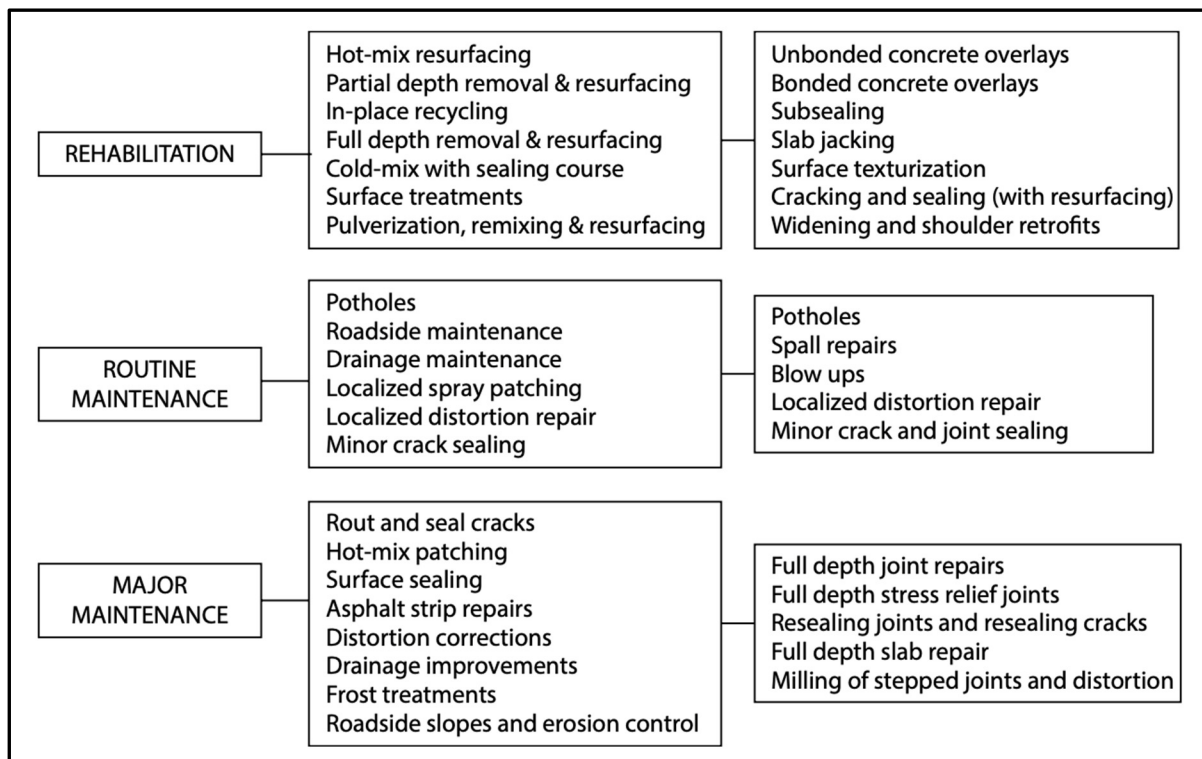 REHABILITATION
Hot-mix resurfacing
Partial depth removal & resurfacing
In-place recycling
Full depth removal & resurfacing
Cold-mix with sealing course
Surface treatments
Pulverization, remixing & resurfacing
Unbonded concrete overlays
Bonded concrete overlays
Subsealing
Slab jacking
Surface texturization
Cracking and sealing (with resurfacing)
Widening and shoulder retrofits
ROUTINE
MAINTENANCE
Potholes
Roadside maintenance
Drainage maintenance
Localized spray patching
Localized distortion repair
Minor crack sealing
Potholes
Spall repairs
Blow ups
Localized distortion repair
Minor crack and joint sealing
MAJOR
MAINTENANCE
Rout and seal cracks
Hot-mix patching
Surface sealing
Asphalt strip repairs
Distortion corrections
Drainage improvements
Frost treatments
Roadside slopes and erosion control
Full depth joint repairs
Full depth stress relief joints
Resealing joints and resealing cracks
Full depth slab repair
Milling of stepped joints and distortion